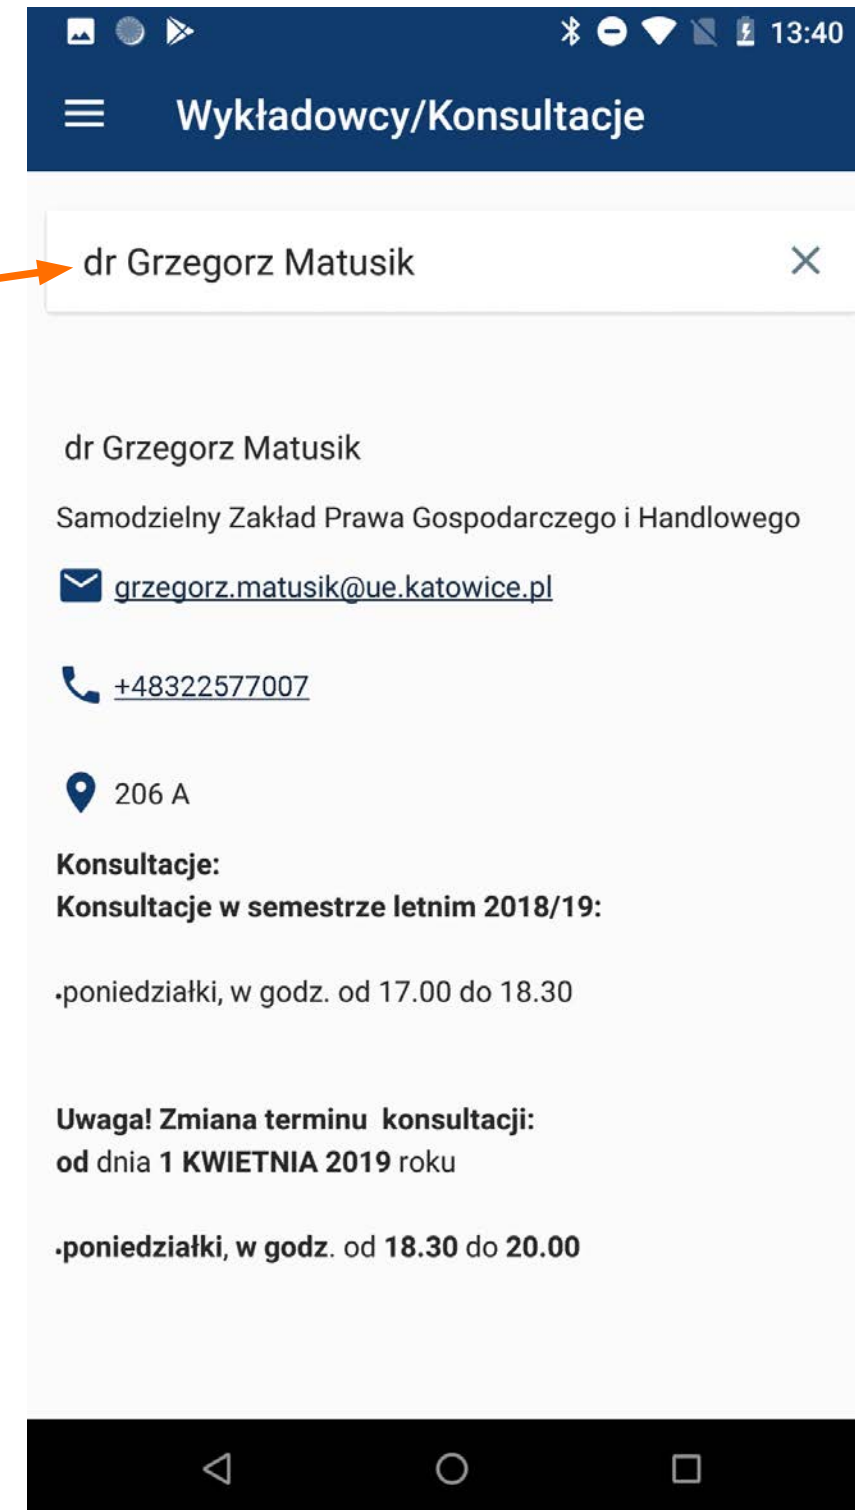 13:40
Wykładowcy/Konsultacje
dr Grzegorz Matusik
dr Grzegorz Matusik
Samodzielny Zakład Prawa Gospodarczego i Handlowego
grzegorz.matusik@ue.katowice.pl
+48322577007
206 A
Konsultacje:
Konsultacje w semestrze letnim 2018/19:
•poniedziałki, w godz. od 17.00 do 18.30
Uwaga! Zmiana terminu  konsultacji:
od dnia 1 KWIETNIA 2019 roku
•poniedziałki, w godz. od 18.30 do 20.00